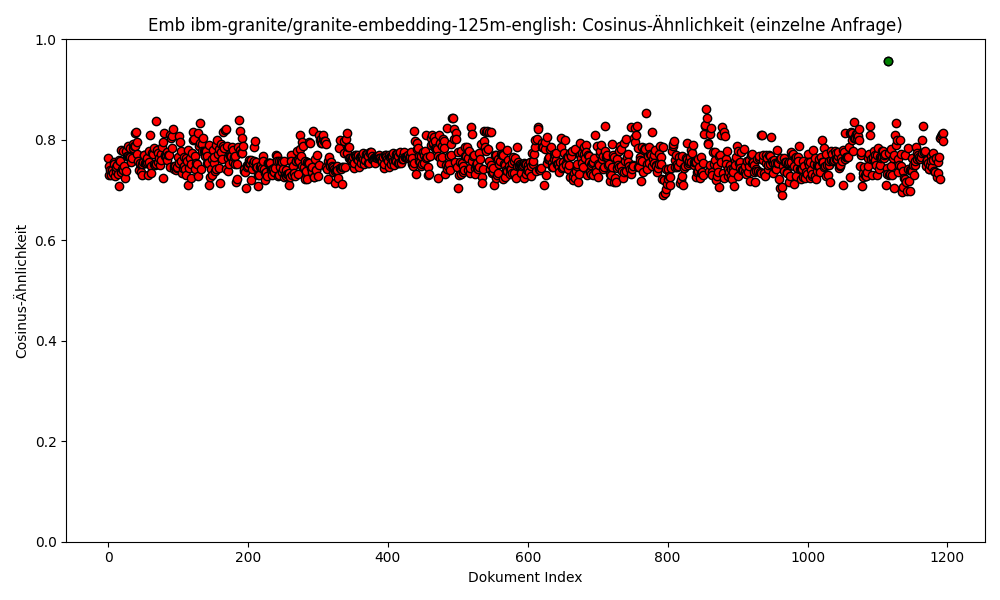 Emb ibm-granite/granite-embedding-125m-english: Cosinus-Ähnlichkeit (einzelne Anfrage)
Cosinus-Ähnlichkeit
1.0
0.8
0.6
0.4
0.2
0.0
0 200 400 600 800 1000 1200
Dokument Index